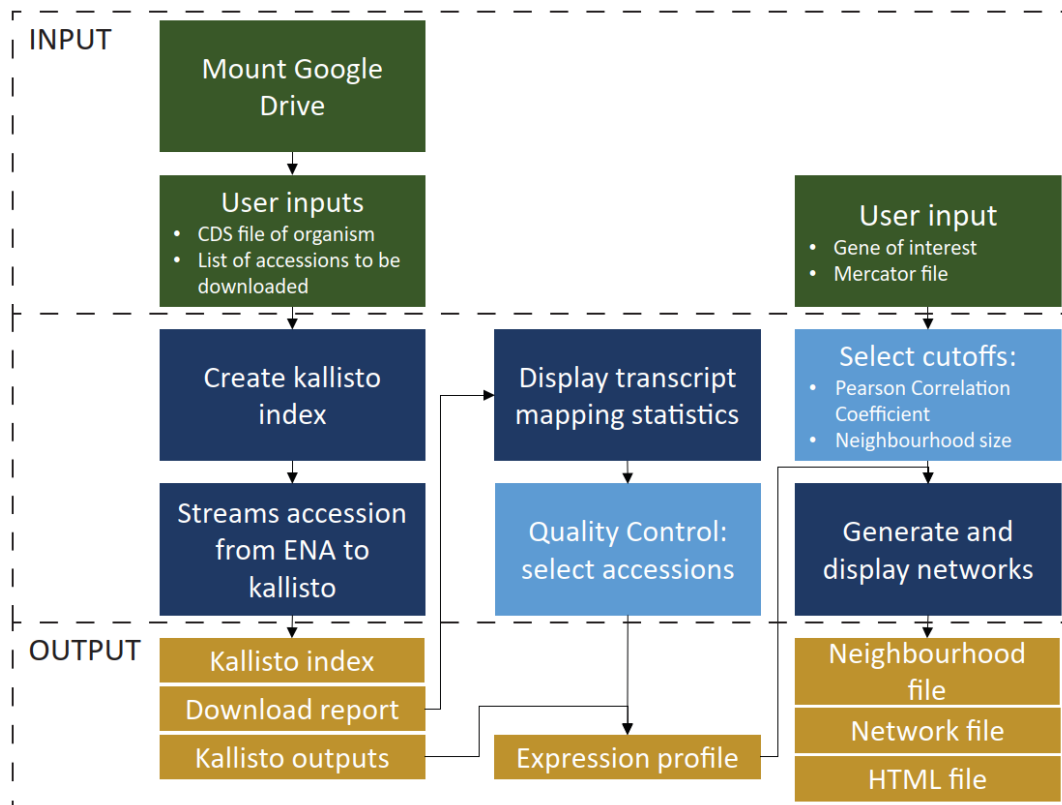 INPUT
Mount Google
Drive
User inputs
• CDS file of organism
• List of accessions to be
downloaded
User input
• Gene of interest
• Mercator file
Create kallisto
index
Display transcript
mapping statistics
Select cutoffs:
• Pearson Correlation
Coefficient
• Neighbourhood size
Streams accession
from ENA to
kallisto
Quality Control:
select accessions
Generate and
display networks
OUTPUT
Kallisto index
Download report
Kallisto outputs
Expression profile
Neighbourhood
file
Network file
HTML file